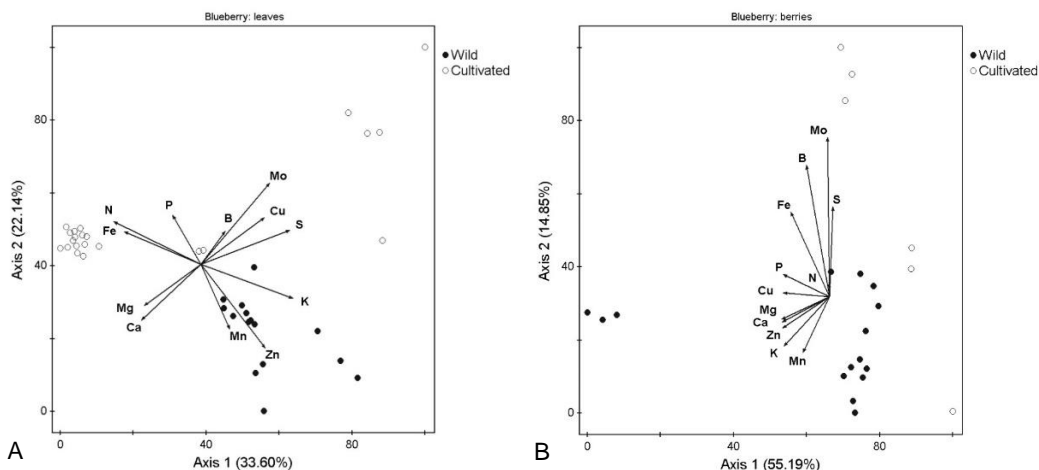 Blueberry: leaves
Wild
Cultivated
80
40
0
Axis 2 (22.14%)
Mo
P
N
B
Cu
S
Fe
K
Mg
Ca
Mn
Zn
0
40
80
Axis 1 (33.60%)
A
Blueberry: berries
Wild
Cultivated
80
40
0
Axis 2 (14.85%)
Mo
B
Fe
S
P
N
Cu
Mg
Ca
Zn
K
Mn
0
40
80
Axis 1 (55.19%)
B